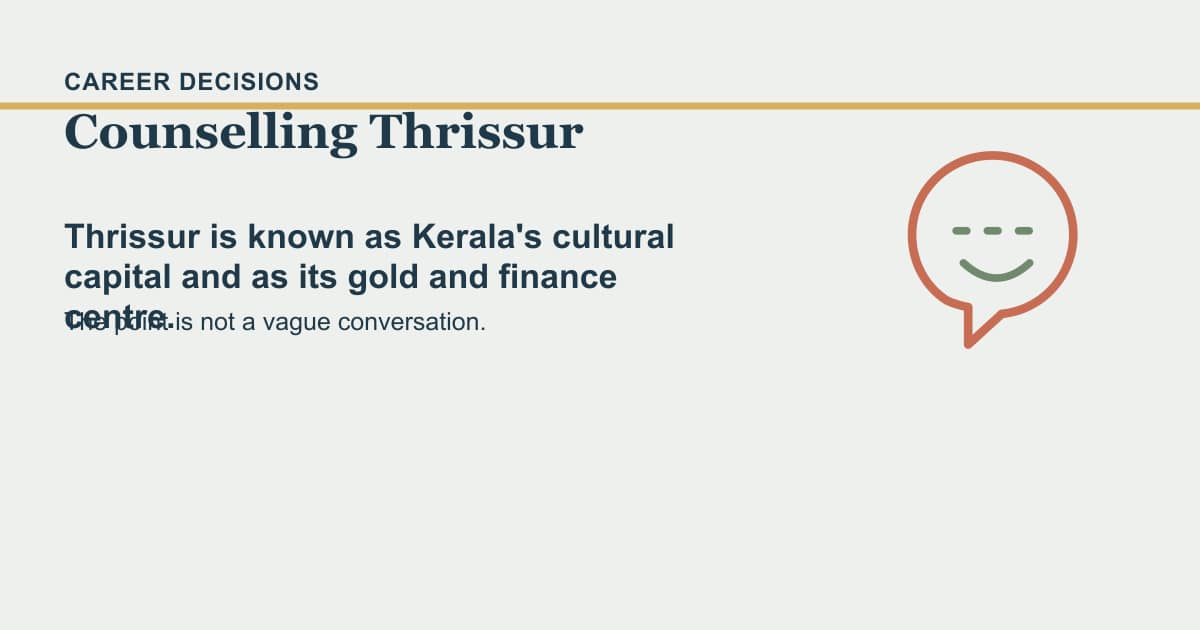 CAREER DECISIONS
Counselling Thrissur
Thrissur is known as Kerala's cultural
capital and as its gold and finance
centre.
The point is not a vague conversation.